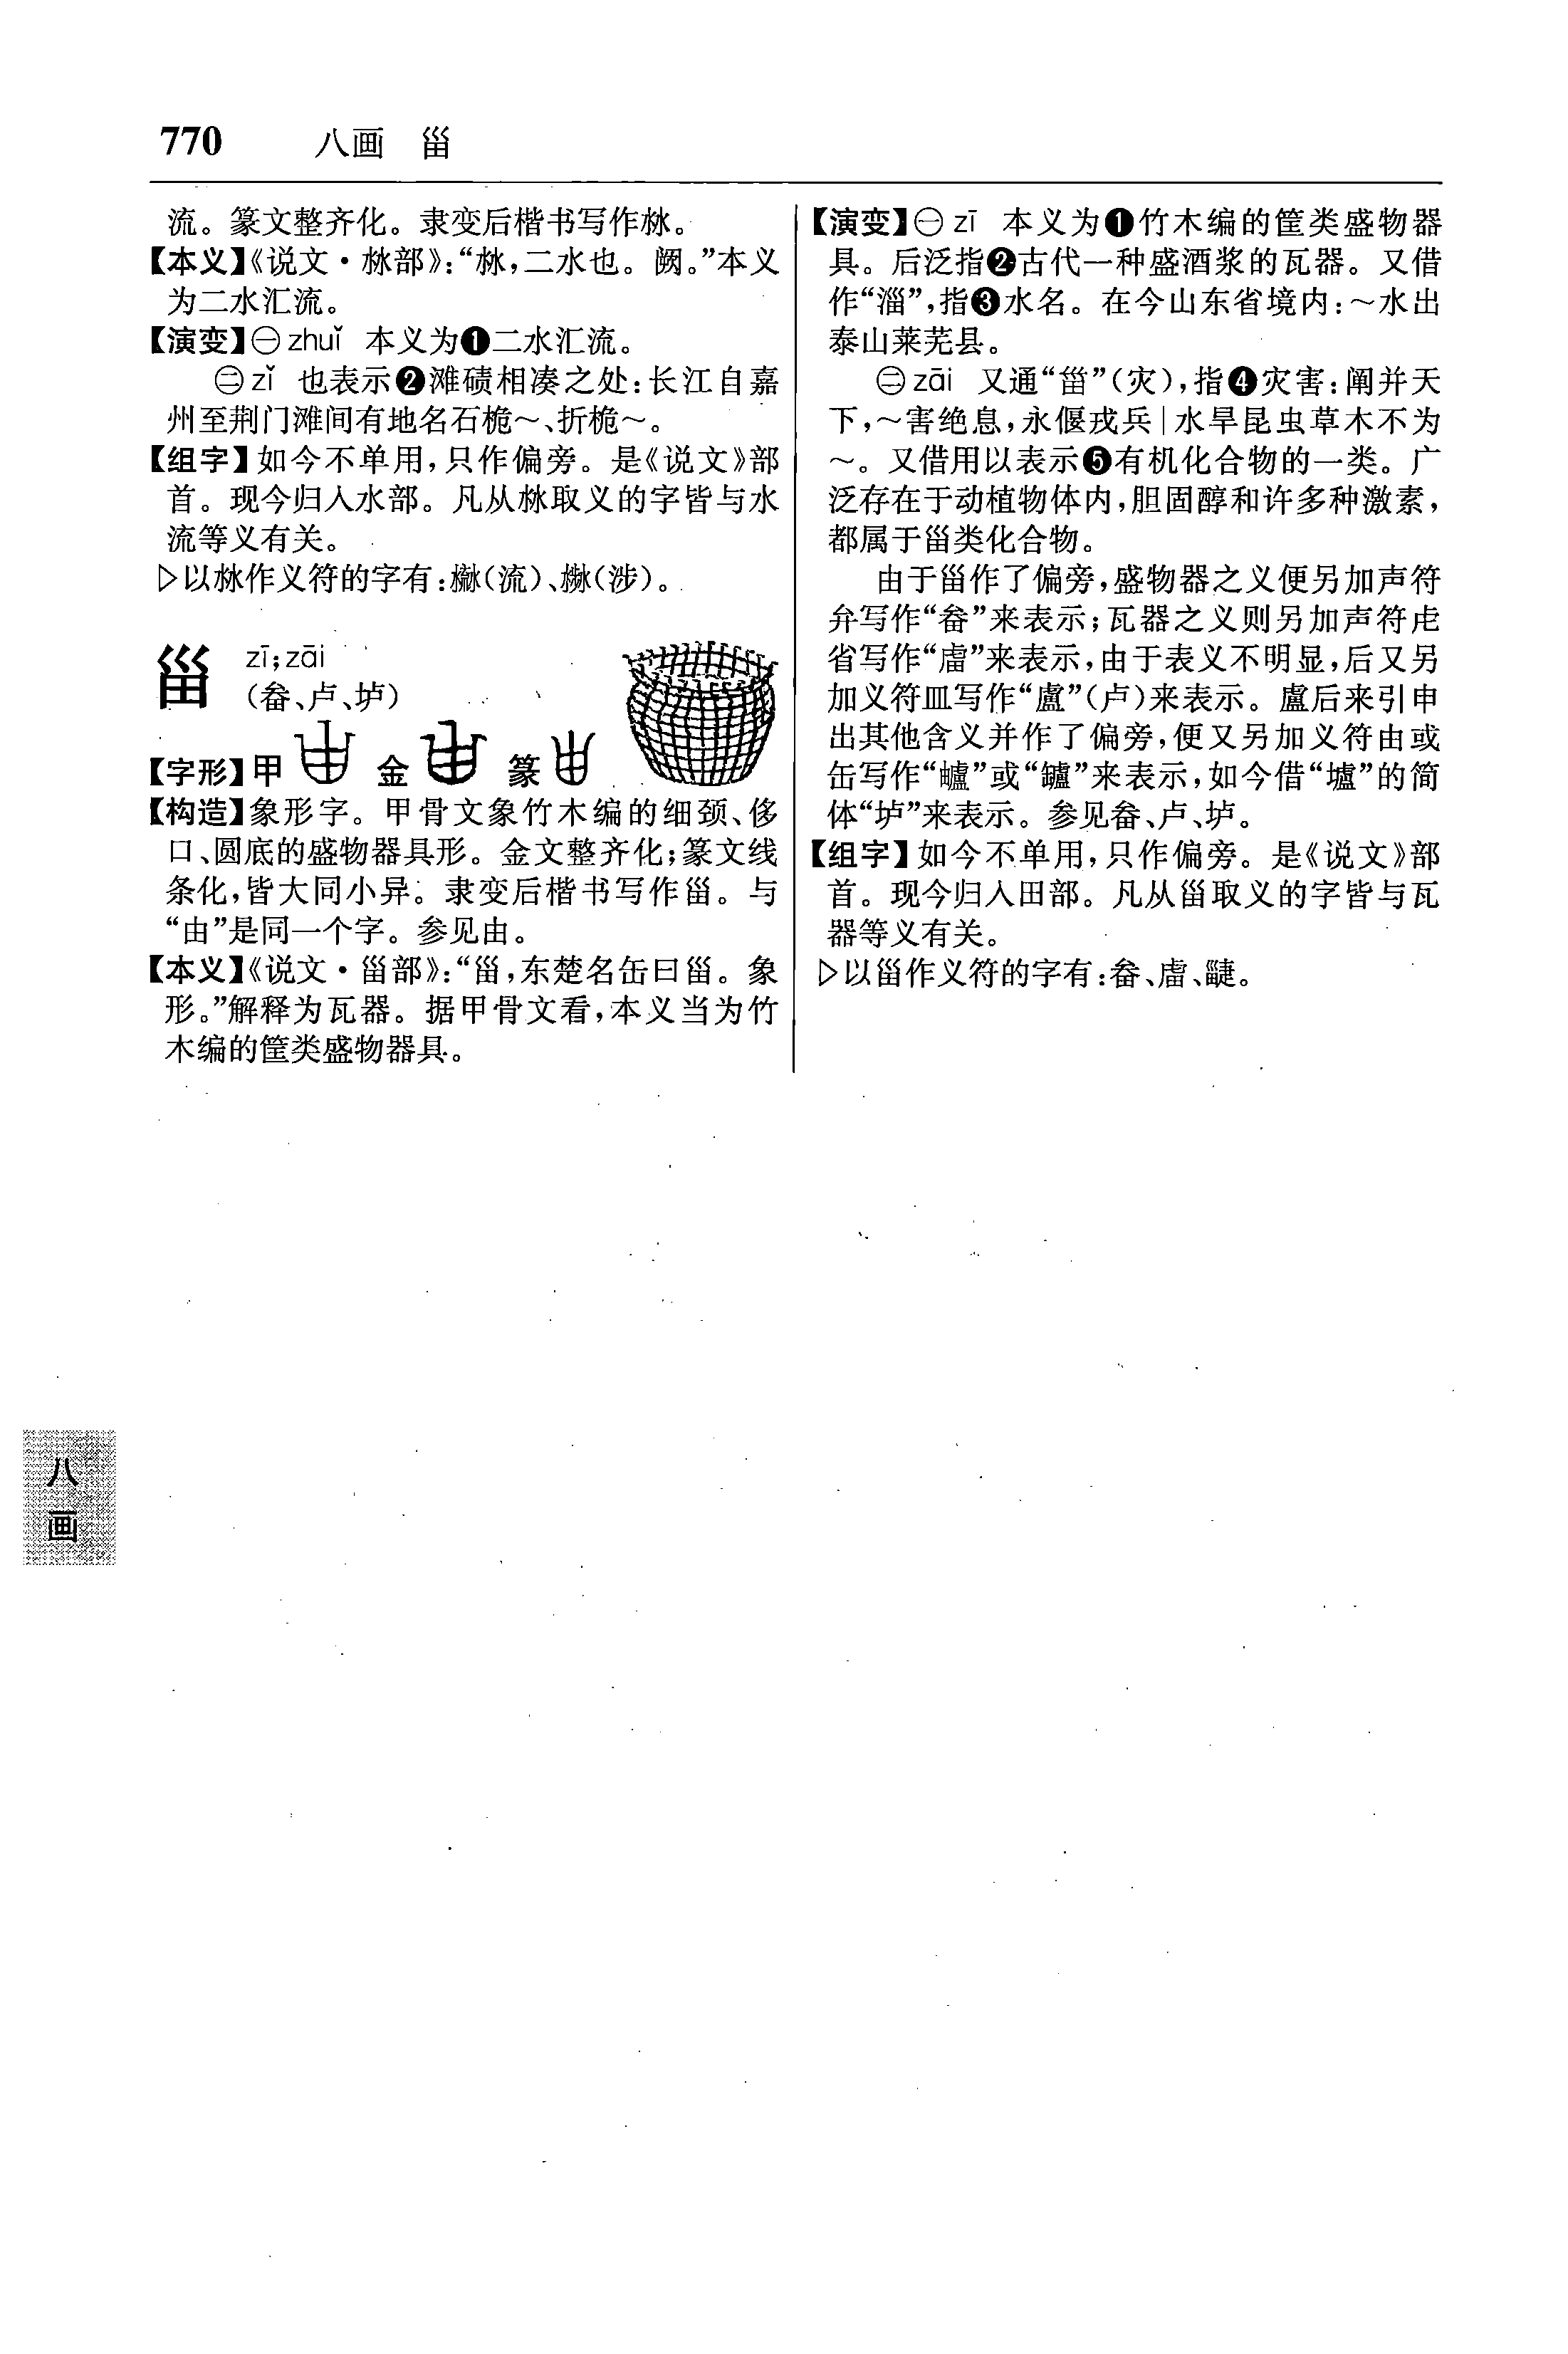 770 八画 甾
流。篆文整齐化。隶变后楷书写作沝。
【本义】《说文·沝部》:“沝,二水也。阙。”本义
为二水汇流。
【演变】㊀zhuǐ 本义为❶二水汇流。
㊁zǐ 也表示❷滩碛相凑之处:长江自嘉
州至荆门滩间有地名石桅～、折桅～。
【组字】如今不单用,只作偏旁。是《说文》部
首。现今归入水部。凡从沝取义的字皆与水
流等义有关。
▷以沝作义符的字有:(流)、(涉)。
甾 zī;zāi
(畚、卢、垆)
【字形】甲 金 篆
【构造】象形字。甲骨文象竹木编的细颈、侈
口、圆底的盛物器具形。金文整齐化;篆文线
条化,皆大同小异。隶变后楷书写作甾。与
“由”是同一个字。参见由。
【本义】《说文·甾部》:“甾,东楚名缶曰甾。象
形。”解释为瓦器。据甲骨文看,本义当为竹
木编的筐类盛物器具。
【演变】㊀zī 本义为❶竹木编的筐类盛物器
具。后泛指❷古代一种盛酒浆的瓦器。又借
作“淄”,指❸水名。在今山东省境内:～水出
泰山莱芜县。
㊁zāi 又通“甾”(灾),指❹灾害:阐并天
下,～害绝息,永偃戎兵|水旱昆虫草木不为
～。又借用以表示❺有机化合物的一类。广
泛存在于动植物体内,胆固醇和许多种激素,
都属于甾类化合物。
由于甾作了偏旁,盛物器之义便另加声符
弁写作“畚”来表示;瓦器之义则另加声符虍
省写作“𧆨”来表示,由于表义不明显,后又另
加义符皿写作“盧”(卢)来表示。盧后来引申
出其他含义并作了偏旁,便又另加义符由或
缶写作“㽍”或“罏”来表示,如今借“壚”的简
体“垆”来表示。参见畚、卢、垆。
【组字】如今不单用,只作偏旁。是《说文》部
首。现今归入田部。凡从甾取义的字皆与瓦
器等义有关。
▷以甾作义符的字有:畚、𧆨、。
八
画